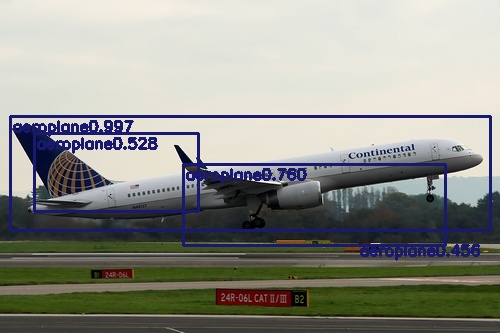 aeroplane0.997
aeroplane0.528
Continental
aeroplane0.760
aeroplane0.456
24R-06L
24R-06L CAT II/III B2